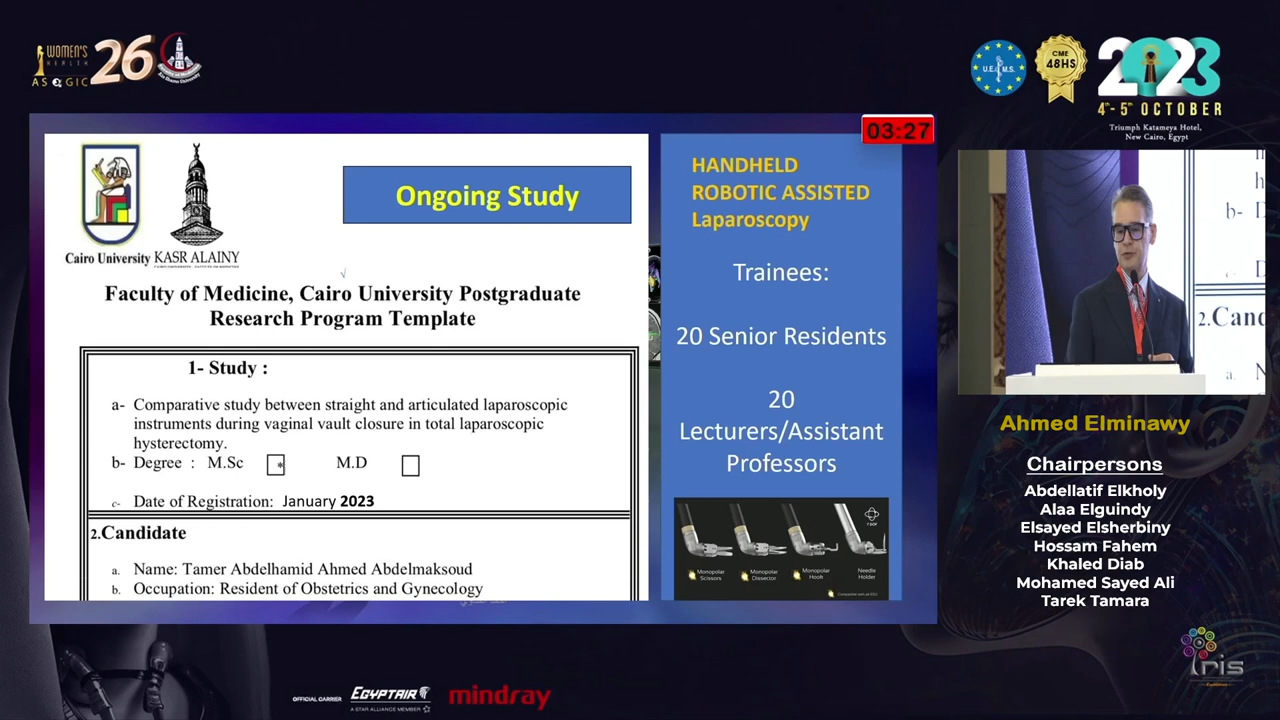 WOMEN'S
HEALTH
ASOGIC
26
U.E.M.S.
CME
48HS
2023
4th- 5th OCTOBER
Triumph Katameya Hotel,
New Cairo, Egypt
03:27
Ongoing Study
Cairo University
KASR ALAINY
Faculty of Medicine, Cairo University Postgraduate
Research Program Template
1- Study :
a- Comparative study between straight and articulated laparoscopic
instruments during vaginal vault closure in total laparoscopic
hysterectomy.
b- Degree : M.Sc * M.D
c- Date of Registration: January 2023
2.Candidate
a. Name: Tamer Abdelhamid Ahmed Abdelmaksoud
b. Occupation: Resident of Obstetrics and Gynecology
HANDHELD
ROBOTIC ASSISTED
Laparoscopy
Trainees:
20 Senior Residents
20
Lecturers/Assistant
Professors
Monopolar
Scissors
Monopolar
Dissector
Monopolar
Hook
Needle
Holder
b- D
2.Cand
a.
Ahmed Elminawy
Chairpersons
Abdellatif Elkholy
Alaa Elguindy
Elsayed Elsherbiny
Hossam Fahem
Khaled Diab
Mohamed Sayed Ali
Tarek Tamara
iris
OFFICIAL CARRIER
EGYPTAIR
A STAR ALLIANCE MEMBER
mindray